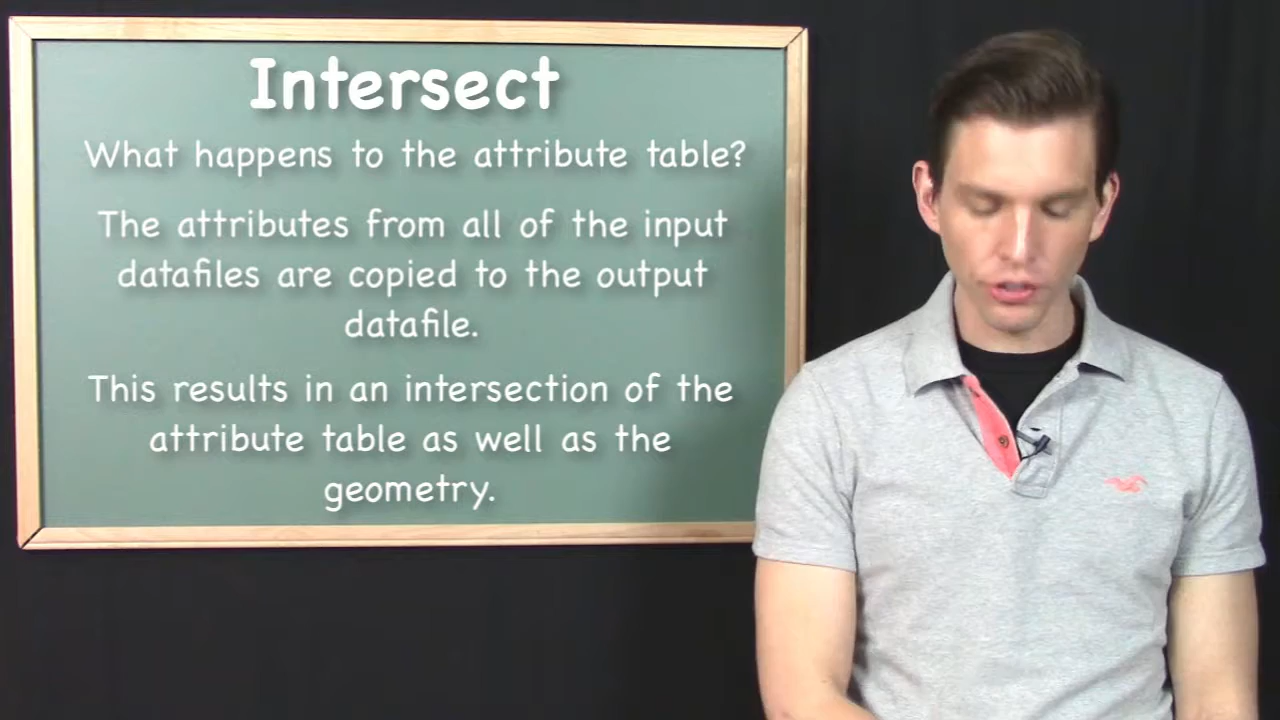 Intersect
What happens to the attribute table?
The attributes from all of the input
datafiles are copied to the output
datafile.
This results in an intersection of the
attribute table as well as the
geometry.